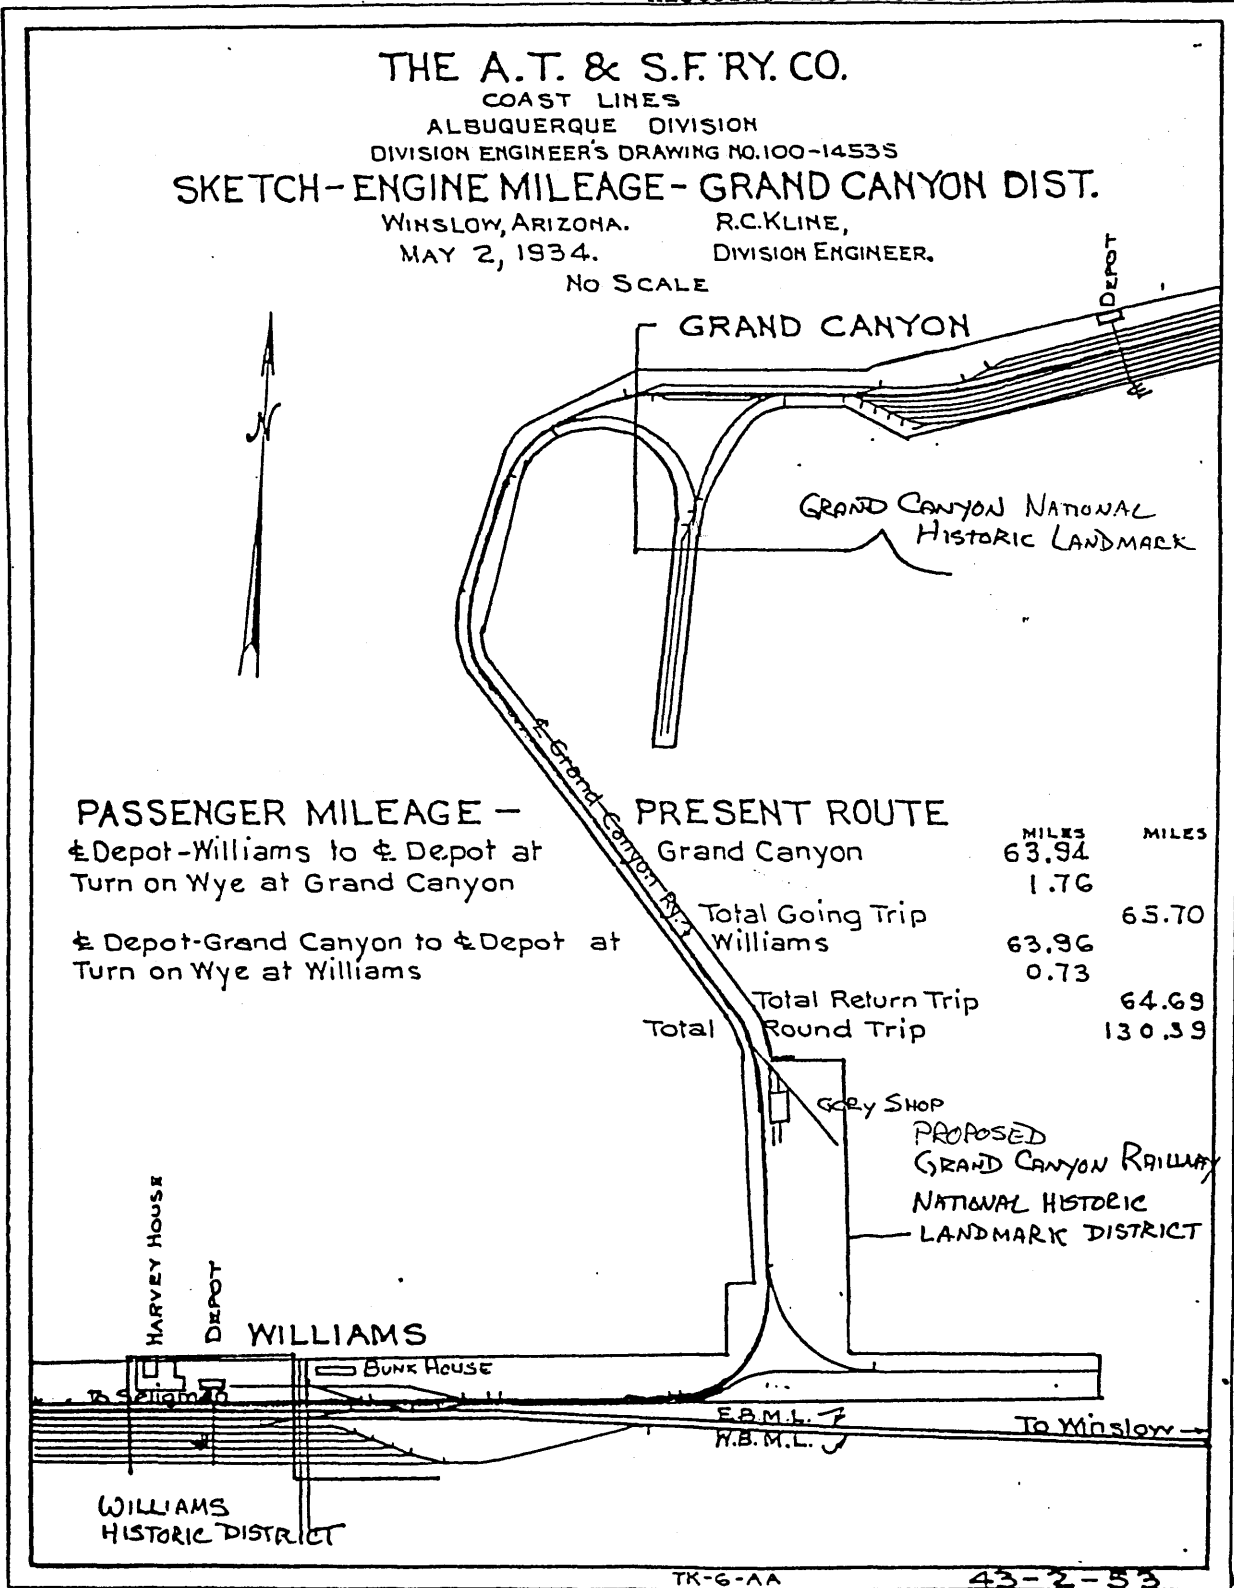 THE A.T. & S.F. RY. CO.
COAST LINES
ALBUQUERQUE DIVISION
DIVISION ENGINEER'S DRAWING NO. 100-1453S
SKETCH - ENGINE MILEAGE - GRAND CANYON DIST.
WINSLOW, ARIZONA. R.C. KLINE,
MAY 2, 1934. DIVISION ENGINEER.
NO SCALE
DEPOT
GRAND CANYON
N
GRAND CANYON NATIONAL
HISTORIC LANDMARK
℄ Grand Canyon Ry.
PASSENGER MILEAGE - PRESENT ROUTE
MILES MILES
℄ Depot-Williams to ℄ Depot at Grand Canyon 63.94
Turn on Wye at Grand Canyon 1.76
Total Going Trip 65.70
℄ Depot-Grand Canyon to ℄ Depot at Williams 63.96
Turn on Wye at Williams 0.73
Total Return Trip 64.69
Total Round Trip 130.39
GCRY SHOP
PROPOSED
GRAND CANYON RAILWAY
NATIONAL HISTORIC
LANDMARK DISTRICT
HARVEY HOUSE
DEPOT
WILLIAMS
BUNK HOUSE
To Seligman
E.B.M.L.
W.B.M.L.
To Winslow
WILLIAMS
HISTORIC DISTRICT
TK-6-AA
43-2-53